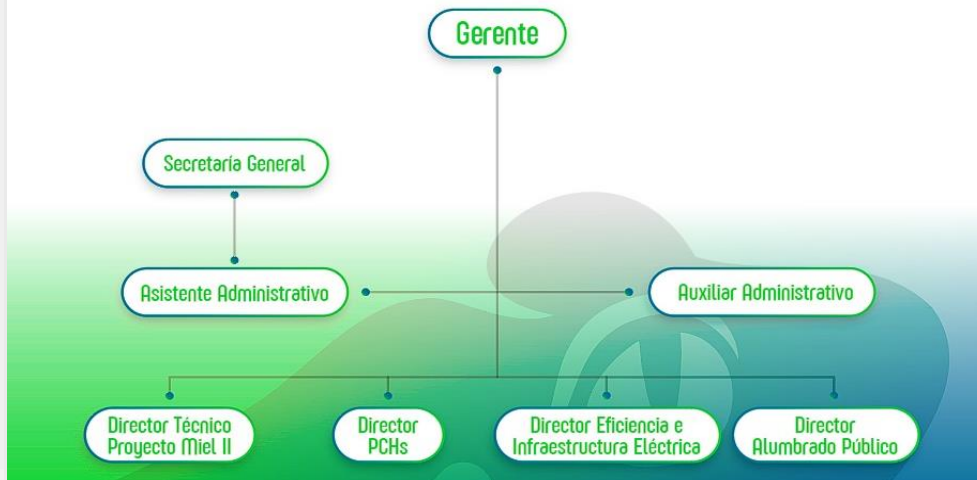 Gerente
Secretaría General
Asistente Administrativo
Auxiliar Administrativo
Director Técnico
Proyecto Miel II
Director
PCHs
Director Eficiencia e
Infraestructura Eléctrica
Director
Alumbrado Público